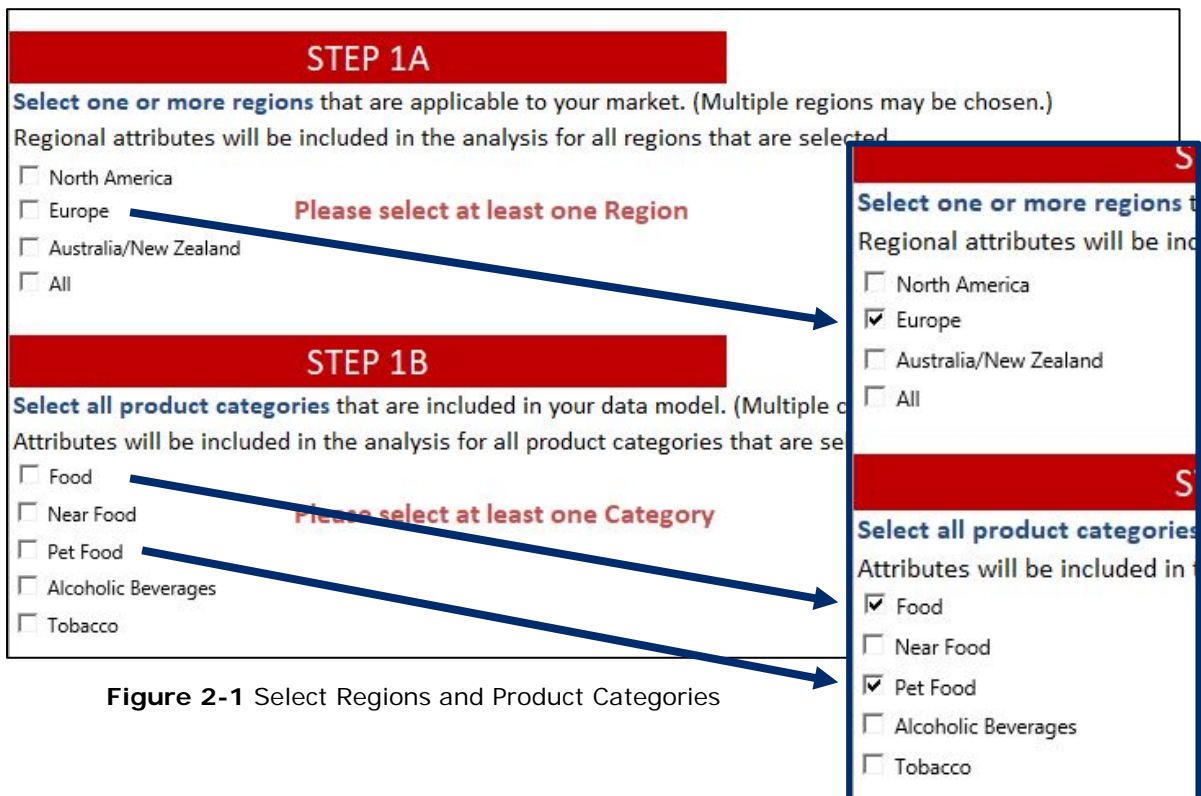 STEP 1A
Select one or more regions that are applicable to your market. (Multiple regions may be chosen.)
Regional attributes will be included in the analysis for all regions that are selected
North America
Europe
Please select at least one Region
Australia/New Zealand
All
STEP 1B
Select all product categories that are included in your data model. (Multiple
Attributes will be included in the analysis for all product categories that are
Food
Near Food
Please select at least one Category
Pet Food
Alcoholic Beverages
Tobacco
Figure 2-1 Select Regions and Product Categories
Select one or more regions
Regional attributes will be
North America
Europe
Australia/New Zealand
All
Select all product categories
Attributes will be included in
Food
Near Food
Pet Food
Alcoholic Beverages
Tobacco